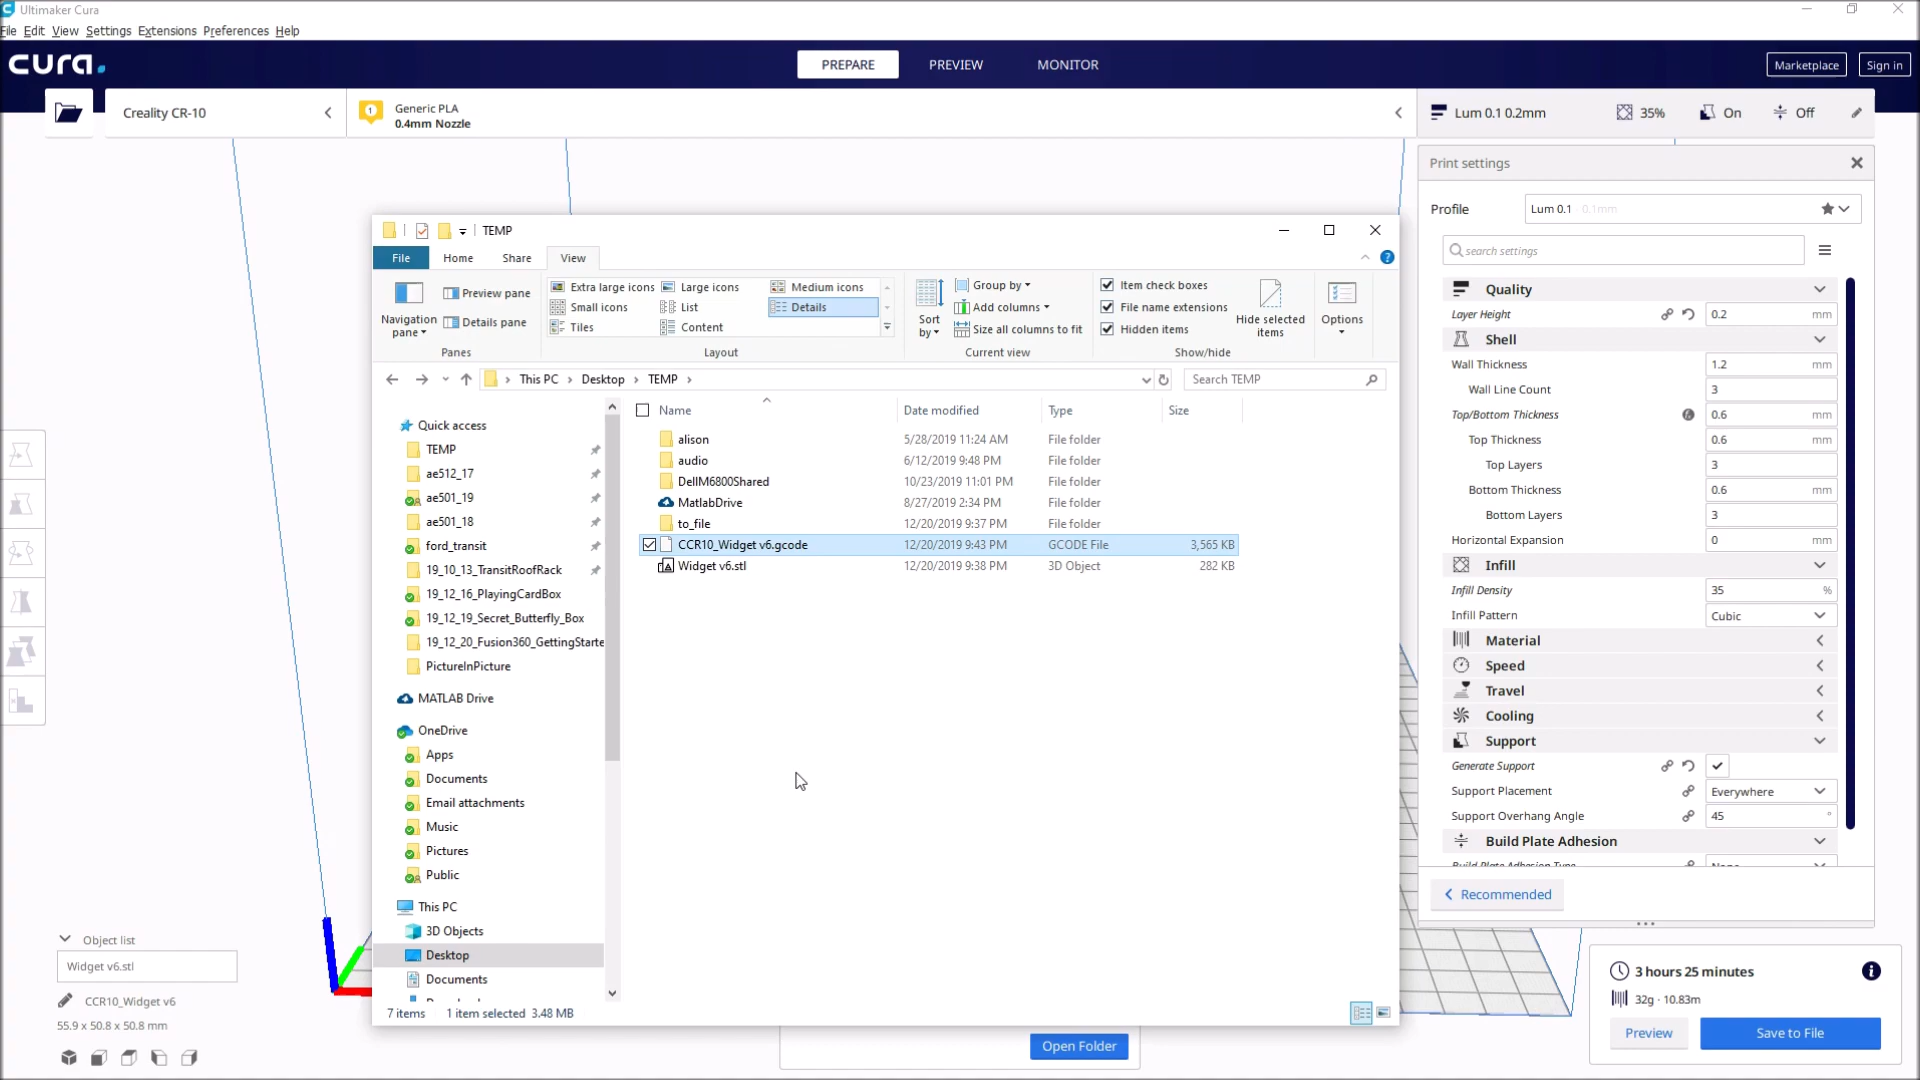 Ultimaker Cura
File Edit View Settings Extensions Preferences Help
cura.
PREPARE PREVIEW MONITOR
Marketplace Sign in
Creality CR-10
1
Generic PLA
0.4mm Nozzle
Lum 0.1 0.2mm 35% On Off
Print settings
Profile Lum 0.1 0.1mm
search settings
Quality
Layer Height 0.2 mm
Shell
Wall Thickness 1.2 mm
Wall Line Count 3
Top/Bottom Thickness 0.6 mm
Top Thickness 0.6 mm
Top Layers 3
Bottom Thickness 0.6 mm
Bottom Layers 3
Horizontal Expansion 0 mm
Infill
Infill Density 35 %
Infill Pattern Cubic
Material
Speed
Travel
Cooling
Support
Generate Support
Support Placement Everywhere
Support Overhang Angle 45 °
Build Plate Adhesion
Build Plate Adhesion Type None
Recommended
3 hours 25 minutes
32g · 10.83m
Preview Save to File
TEMP
File Home Share View
Navigation pane
Preview pane
Details pane
Panes
Extra large icons Large icons Medium icons
Small icons List Details
Tiles Content
Layout
Sort by
Group by
Add columns
Size all columns to fit
Current view
Item check boxes
File name extensions
Hidden items
Hide selected items
Show/hide
Options
This PC Desktop TEMP
Search TEMP
Name Date modified Type Size
alison 5/28/2019 11:24 AM File folder
audio 6/12/2019 9:48 PM File folder
DellM6800Shared 10/23/2019 11:01 PM File folder
MatlabDrive 8/27/2019 2:34 PM File folder
to_file 12/20/2019 9:37 PM File folder
CCR10_Widget v6.gcode 12/20/2019 9:43 PM GCODE File 3,565 KB
Widget v6.stl 12/20/2019 9:38 PM 3D Object 282 KB
Quick access
TEMP
ae512_17
ae501_19
ae501_18
ford_transit
19_10_13_TransitRoofRack
19_12_16_PlayingCardBox
19_12_19_Secret_Butterfly_Box
19_12_20_Fusion360_GettingStarte
PictureInPicture
MATLAB Drive
OneDrive
Apps
Documents
Email attachments
Music
Pictures
Public
This PC
3D Objects
Desktop
Documents
7 items 1 item selected 3.48 MB
Open Folder
Object list
Widget v6.stl
CCR10_Widget v6
55.9 x 50.8 x 50.8 mm